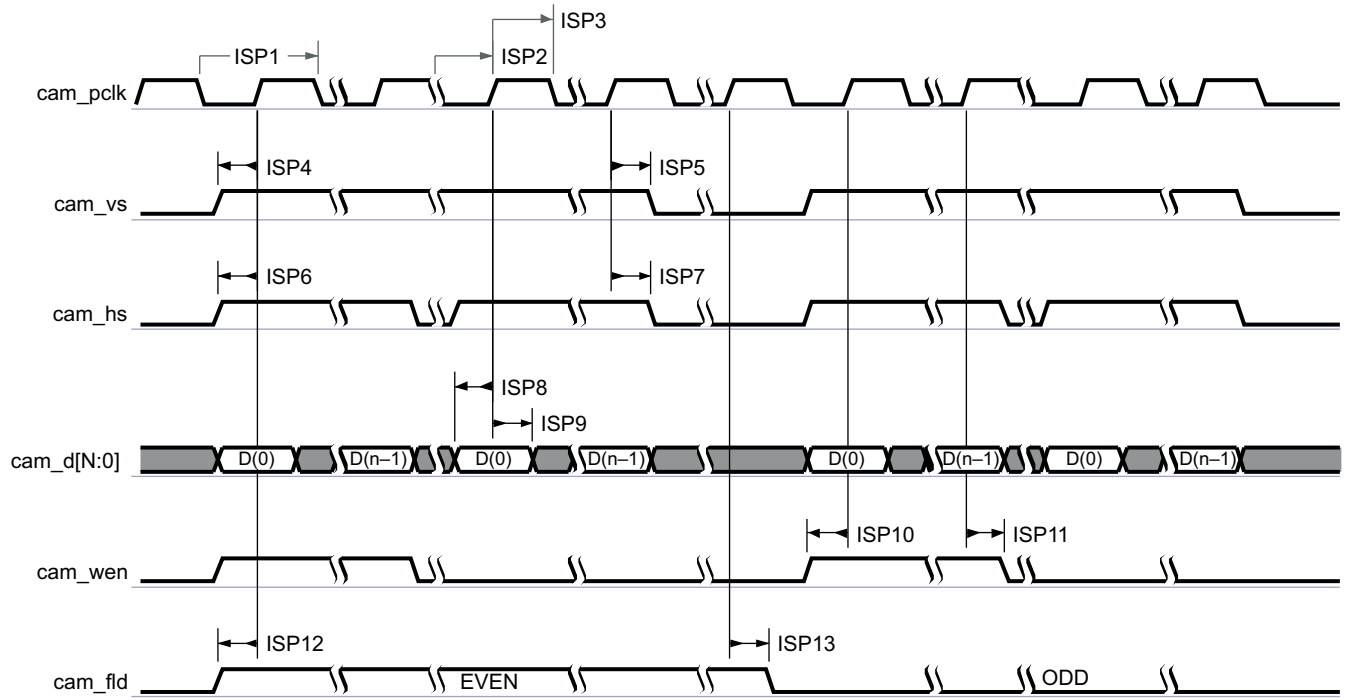 ISP3
ISP1
ISP2
cam_pclk
ISP4
ISP5
cam_vs
ISP6
ISP7
cam_hs
ISP8
ISP9
cam_d[N:0]
D(0) D(n–1) D(0) D(n–1) D(0) D(n–1) D(0) D(n–1)
ISP10
ISP11
cam_wen
ISP12
ISP13
cam_fld
EVEN
ODD